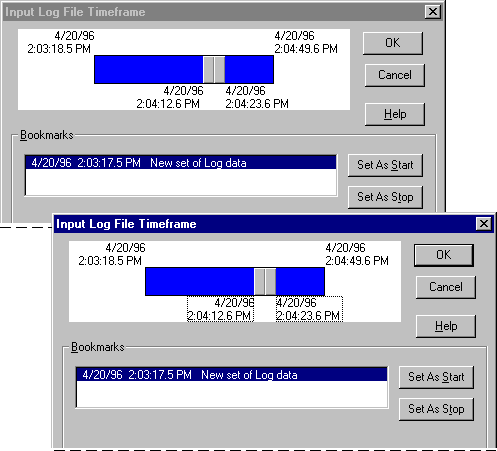 Input Log File Timeframe
4/20/96 4/20/96
2:03:18.5 PM 2:04:49.6 PM
OK
4/20/96 4/20/96
2:04:12.6 PM 2:04:23.6 PM
Cancel
Help
Bookmarks
4/20/96 2:03:17.5 PM New set of Log data
Set As Start
Set As Stop
Input Log File Timeframe
4/20/96 4/20/96
2:03:18.5 PM 2:04:49.6 PM
OK
4/20/96 4/20/96
2:04:12.6 PM 2:04:23.6 PM
Cancel
Help
Bookmarks
4/20/96 2:03:17.5 PM New set of Log data
Set As Start
Set As Stop